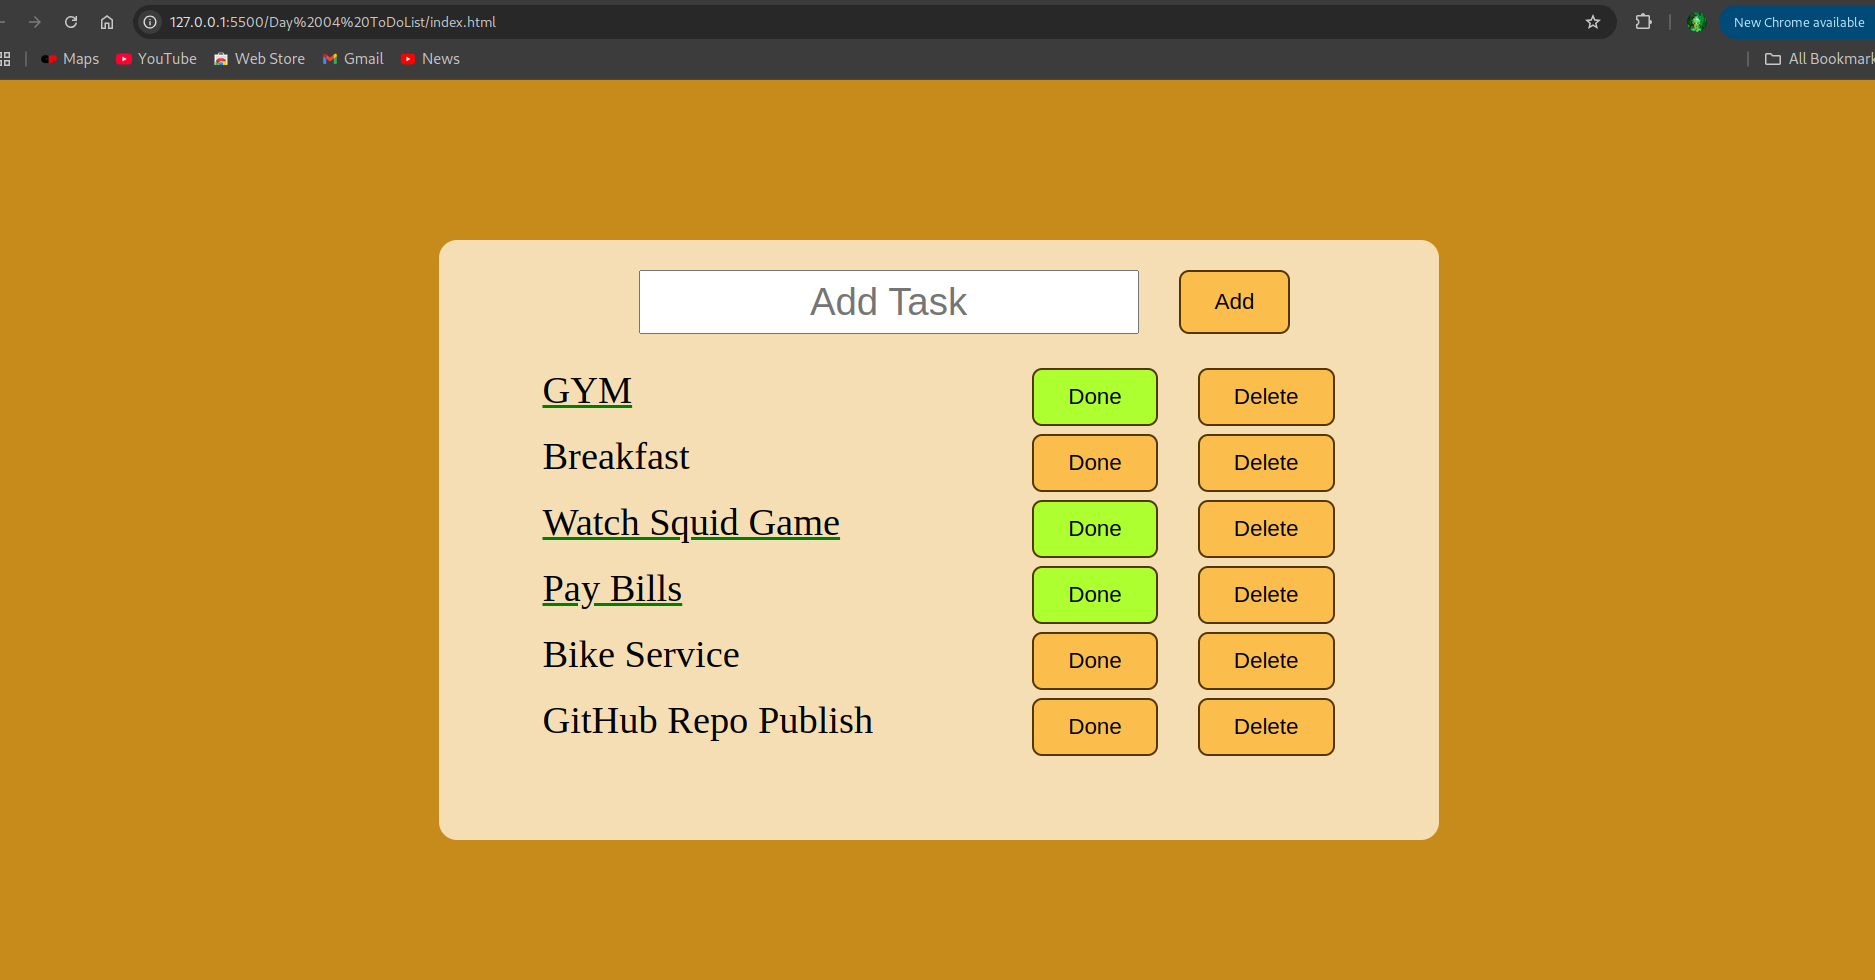 127.0.0.1:5500/Day%2004%20ToDoList/index.html New Chrome available
Maps YouTube Web Store Gmail News All Bookmark
Add Task Add
GYM Done Delete
Breakfast Done Delete
Watch Squid Game Done Delete
Pay Bills Done Delete
Bike Service Done Delete
GitHub Repo Publish Done Delete